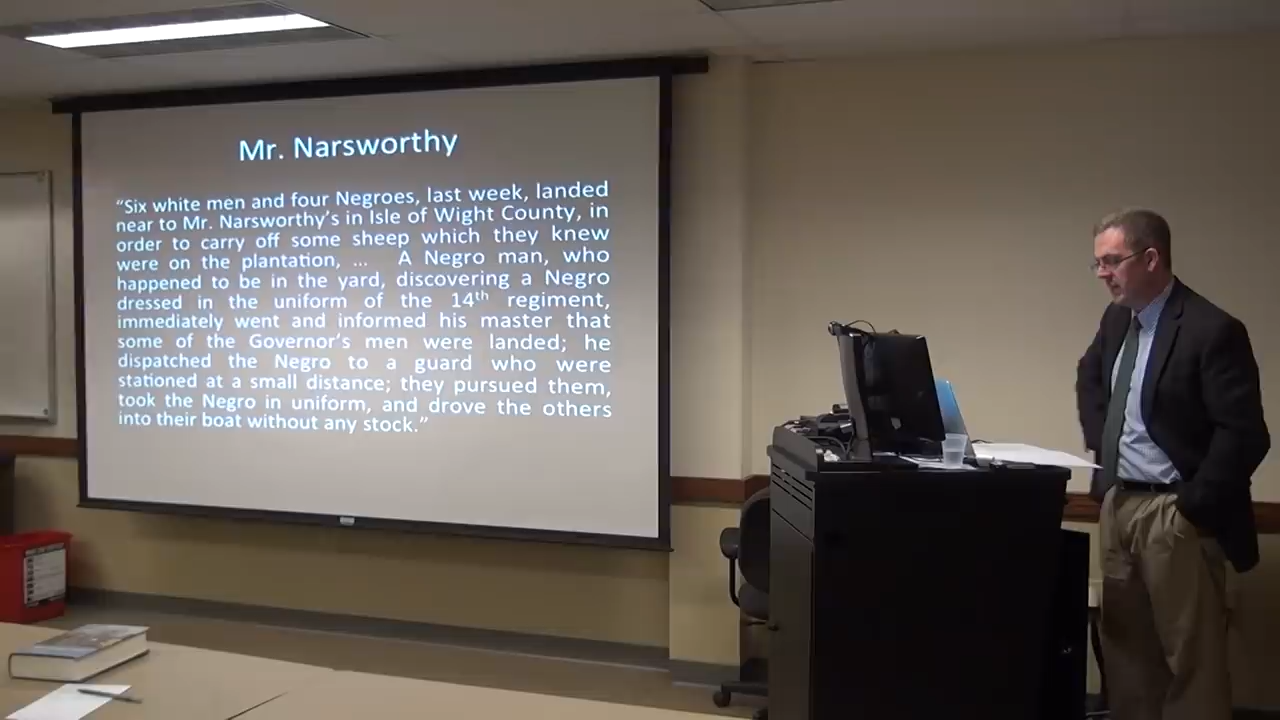 Mr. Narsworthy
“Six white men and four Negroes, last week, landed
near to Mr. Narsworthy’s in Isle of Wight County, in
order to carry off some sheep which they knew
were on the plantation, ... A Negro man, who
happened to be in the yard, discovering a Negro
dressed in the uniform of the 14th regiment,
immediately went and informed his master that
some of the Governor’s men were landed; he
dispatched the Negro to a guard who were
stationed at a small distance; they pursued them,
took the Negro in uniform, and drove the others
into their boat without any stock.”